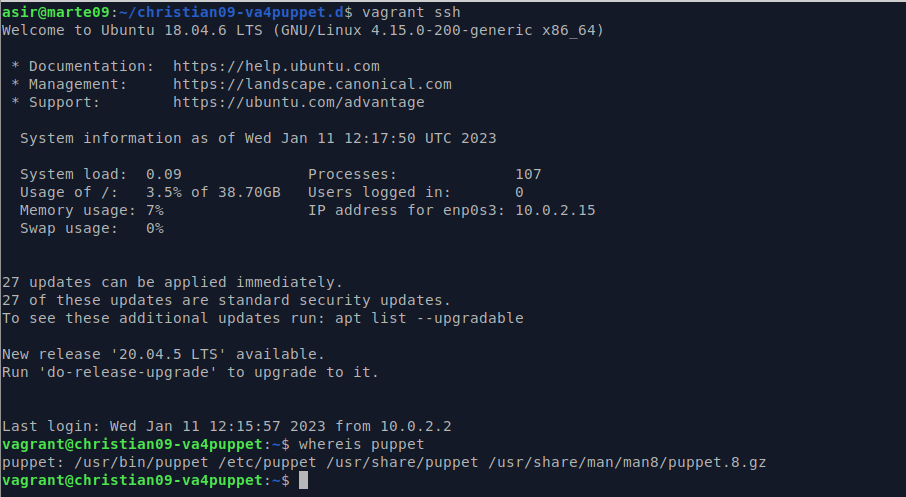 asir@marte09:~/christian09-va4puppet.d$ vagrant ssh
Welcome to Ubuntu 18.04.6 LTS (GNU/Linux 4.15.0-200-generic x86_64)
 * Documentation:  https://help.ubuntu.com
 * Management:     https://landscape.canonical.com
 * Support:        https://ubuntu.com/advantage
  System information as of Wed Jan 11 12:17:50 UTC 2023
  System load:  0.09              Processes:             107
  Usage of /:   3.5% of 38.70GB   Users logged in:       0
  Memory usage: 7%                IP address for enp0s3: 10.0.2.15
  Swap usage:   0%
27 updates can be applied immediately.
27 of these updates are standard security updates.
To see these additional updates run: apt list --upgradable
New release '20.04.5 LTS' available.
Run 'do-release-upgrade' to upgrade to it.
Last login: Wed Jan 11 12:15:57 2023 from 10.0.2.2
vagrant@christian09-va4puppet:~$ whereis puppet
puppet: /usr/bin/puppet /etc/puppet /usr/share/puppet /usr/share/man/man8/puppet.8.gz
vagrant@christian09-va4puppet:~$